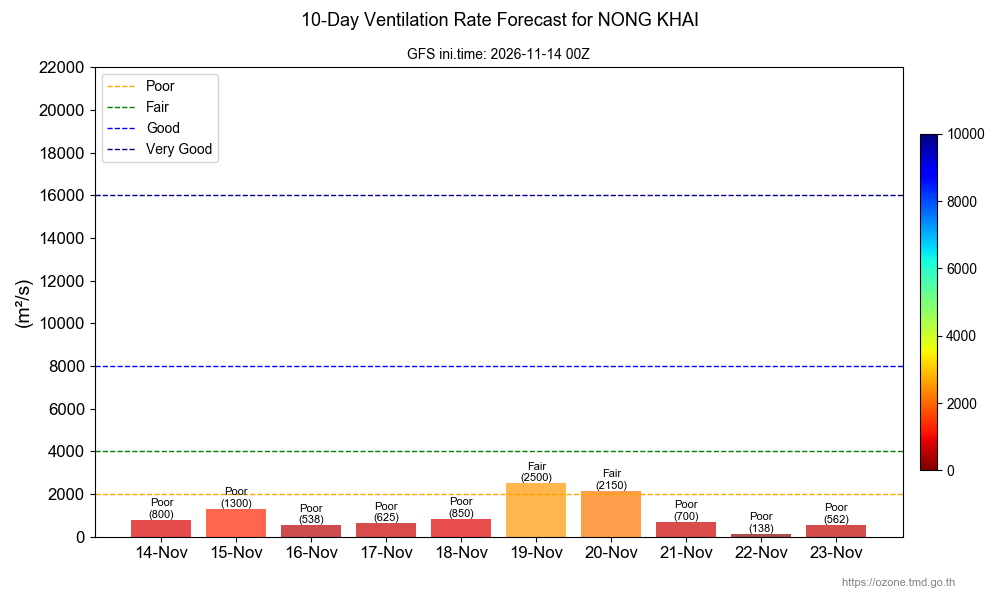 10-Day Ventilation Rate Forecast for NONG KHAI
GFS ini.time: 2026-11-14 00Z
22000
20000
18000
16000
14000
12000
10000
8000
6000
4000
2000
0
(m²/s)
Poor
Fair
Good
Very Good
Poor
(800)
Poor
(1300)
Poor
(538)
Poor
(625)
Poor
(850)
Fair
(2500)
Fair
(2150)
Poor
(700)
Poor
(138)
Poor
(562)
14-Nov
15-Nov
16-Nov
17-Nov
18-Nov
19-Nov
20-Nov
21-Nov
22-Nov
23-Nov
10000
8000
6000
4000
2000
0
https://ozone.tmd.go.th